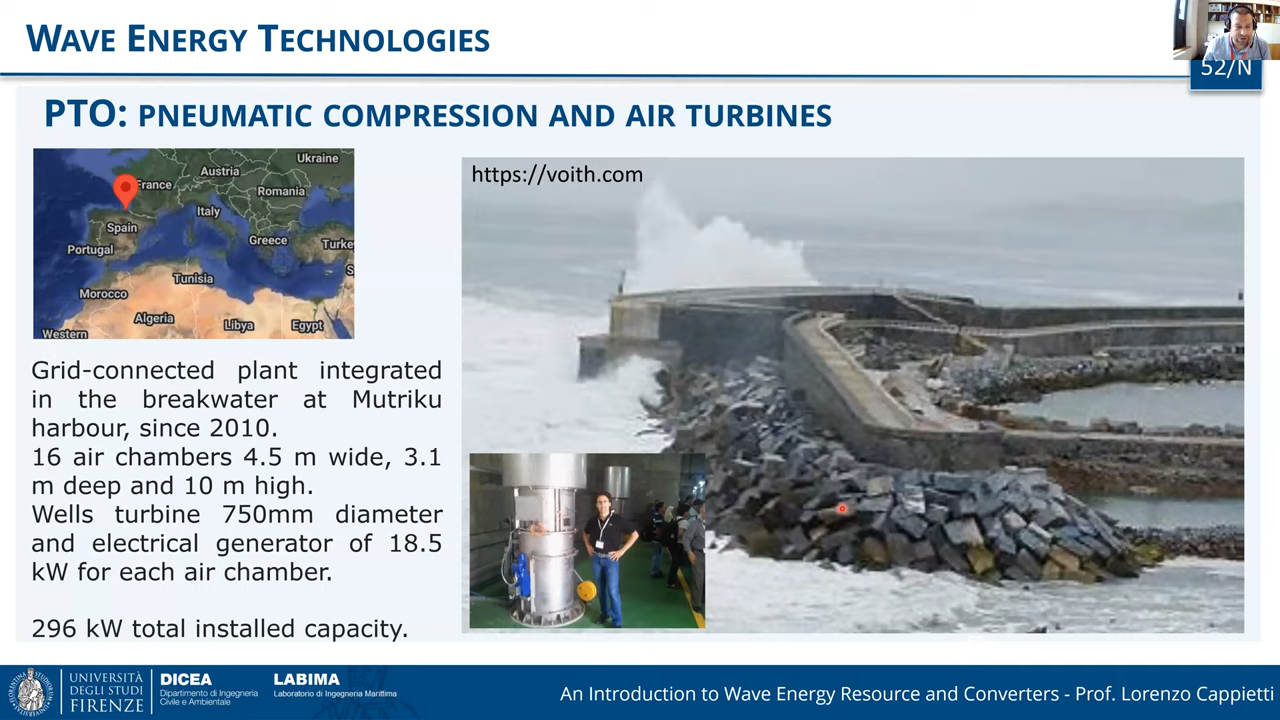 WAVE ENERGY TECHNOLOGIES
52/N
PTO: PNEUMATIC COMPRESSION AND AIR TURBINES
Ukraine
Austria
France
Romania
Italy
Spain
Greece
Portugal
Turke
Tunisia
S
Morocco
Algeria
Libya
Egypt
Western
https://voith.com
Grid-connected plant integrated
in the breakwater at Mutriku
harbour, since 2010.
16 air chambers 4.5 m wide, 3.1
m deep and 10 m high.
Wells turbine 750mm diameter
and electrical generator of 18.5
kW for each air chamber.
296 kW total installed capacity.
UNIVERSITÀ
DEGLI STUDI
FIRENZE
DICEA
Dipartimento di Ingegneria
Civile e Ambientale
LABIMA
Laboratorio di Ingegneria Marittima
An Introduction to Wave Energy Resource and Converters - Prof. Lorenzo Cappietti